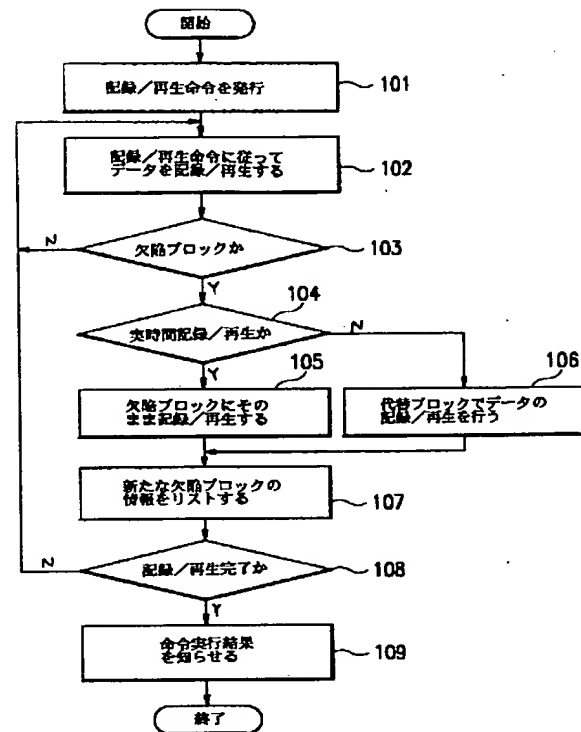 開始
記録/再生命令を発行
101
記録/再生命令に従って
データを記録/再生する
102
N
欠陥ブロックか
103
Y
104
実時間記録/再生か
N
Y
105
106
欠陥ブロックにその
まま記録/再生する
代替ブロックでデータの
記録/再生を行う
新たな欠陥ブロックの
情報をリストする
107
N
記録/再生完了か
108
Y
命令実行結果
を知らせる
109
終了